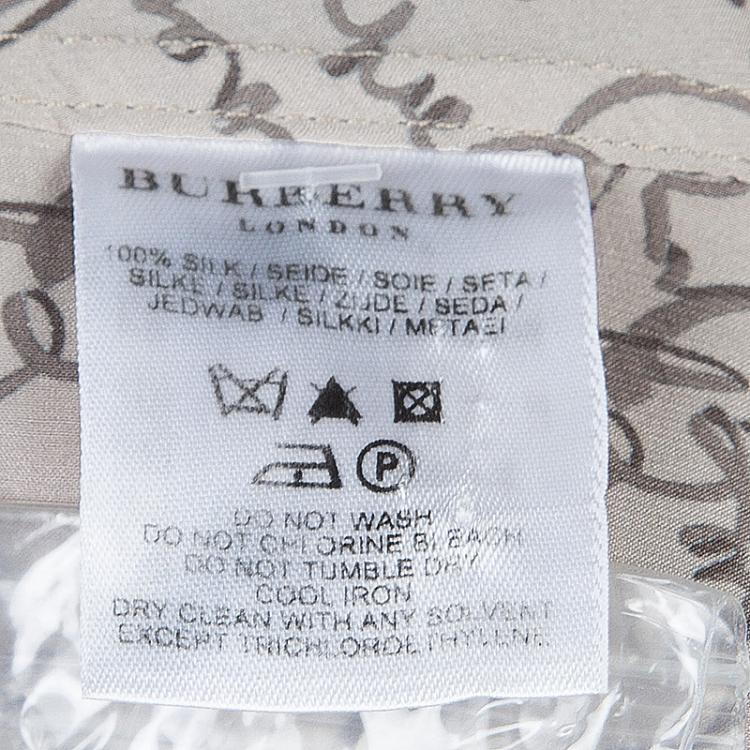 BURBERRY
LONDON
100% SILK / SEIDE / SOIE / SETA /
SILKE / SILKE / ZIJDE / SEDA /
JEDWAB / SILKKI / ΜΕΤΑΞΙ
P
DO NOT WASH
DO NOT CHLORINE BLEACH
DO NOT TUMBLE DRY
COOL IRON
DRY CLEAN WITH ANY SOLVENT
EXCEPT TRICHLOROETHYLENE